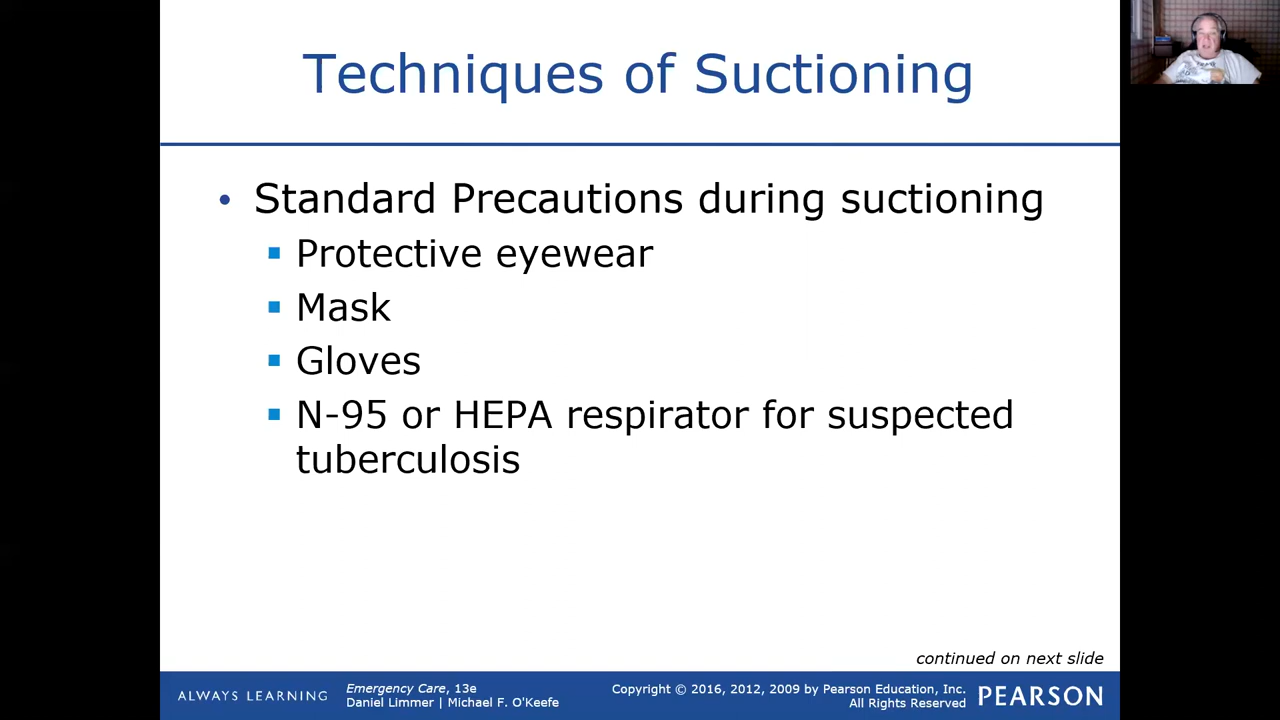 Techniques of Suctioning
• Standard Precautions during suctioning
▪ Protective eyewear
▪ Mask
▪ Gloves
▪ N-95 or HEPA respirator for suspected
tuberculosis
continued on next slide
ALWAYS LEARNING
Emergency Care, 13e
Daniel Limmer | Michael F. O'Keefe
Copyright © 2016, 2012, 2009 by Pearson Education, Inc.
All Rights Reserved
PEARSON